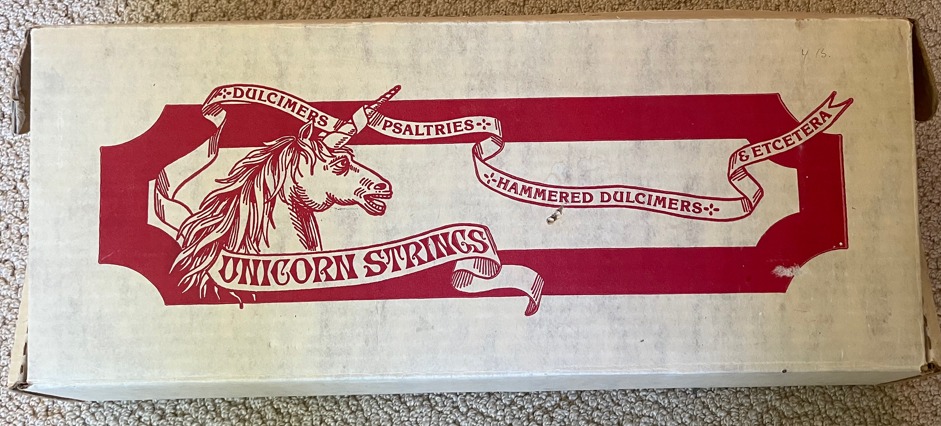 ·:·DULCIMERS
PSALTRIES·:·
·:·HAMMERED DULCIMERS·:·
& ETCETERA
UNICORN STRINGS